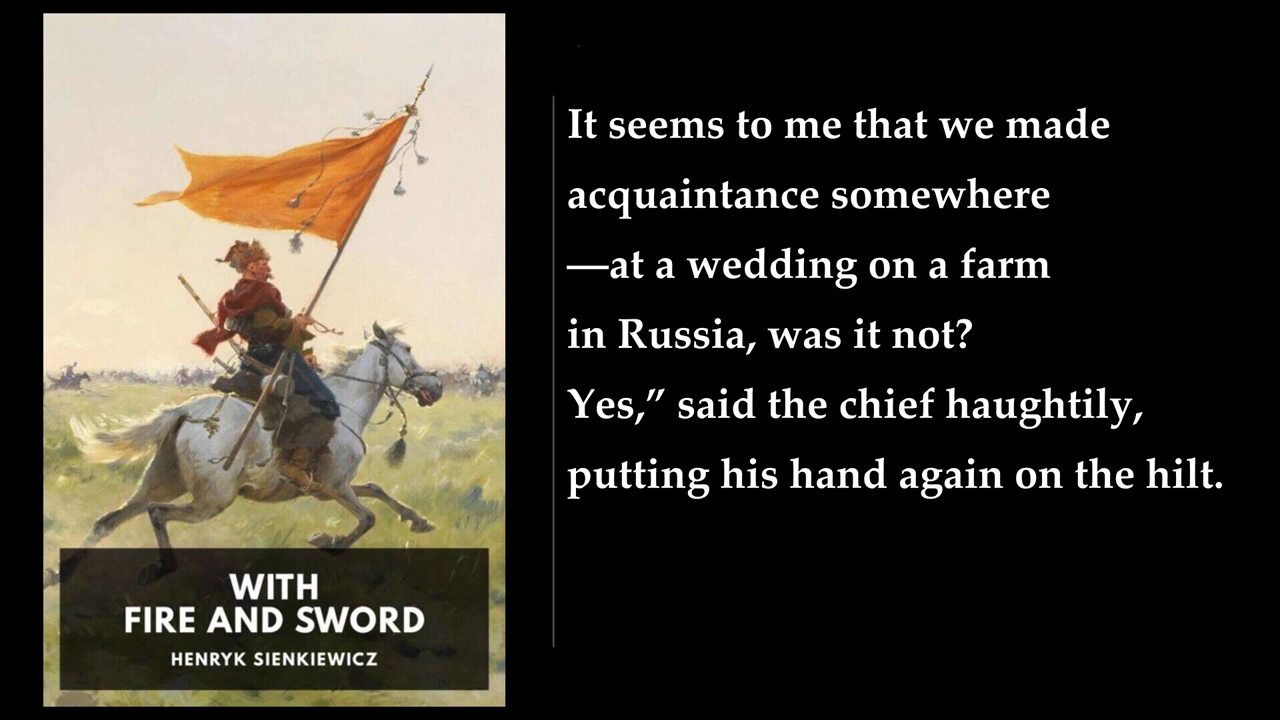 WITH
FIRE AND SWORD
HENRYK SIENKIEWICZ
It seems to me that we made
acquaintance somewhere
—at a wedding on a farm
in Russia, was it not?
Yes,” said the chief haughtily,
putting his hand again on the hilt.